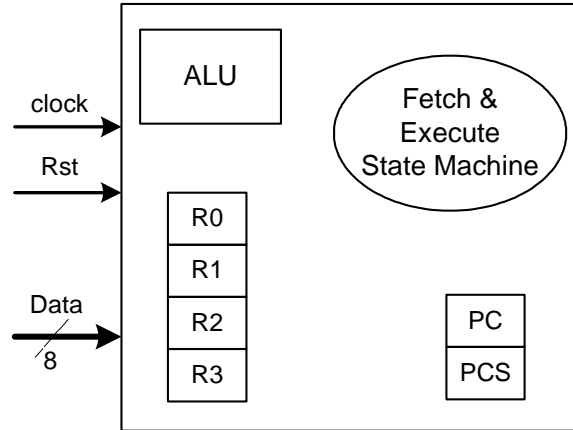 ALU
Fetch &
Execute
State Machine
clock
Rst
R0
R1
R2
R3
Data
8
PC
PCS